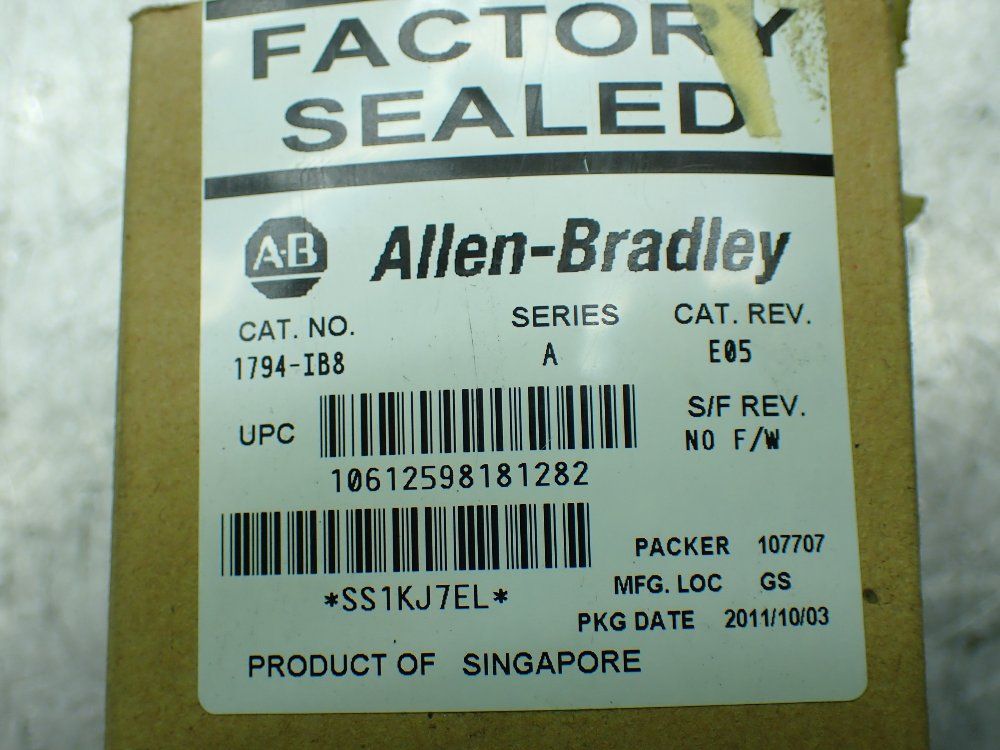 FACTORY
SEALED
A-B Allen-Bradley
CAT. NO. SERIES CAT. REV.
1794-IB8 A E05
S/F REV.
UPC NO F/W
10612598181282
PACKER 107707
MFG. LOC GS
*SS1KJ7EL*
PKG DATE 2011/10/03
PRODUCT OF SINGAPORE